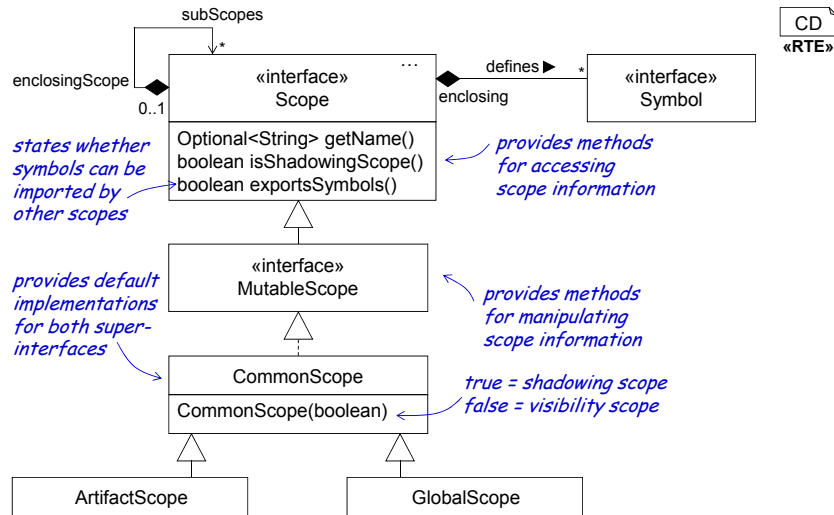 subScopes
*
enclosingScope
0..1
«interface»
Scope
...
Optional<String> getName()
boolean isShadowingScope()
boolean exportsSymbols()
defines ▶
*
enclosing
«interface»
Symbol
CD
«RTE»
states whether
symbols can be
imported by
other scopes
provides methods
for accessing
scope information
«interface»
MutableScope
provides default
implementations
for both super-
interfaces
provides methods
for manipulating
scope information
CommonScope
CommonScope(boolean)
true = shadowing scope
false = visibility scope
ArtifactScope
GlobalScope